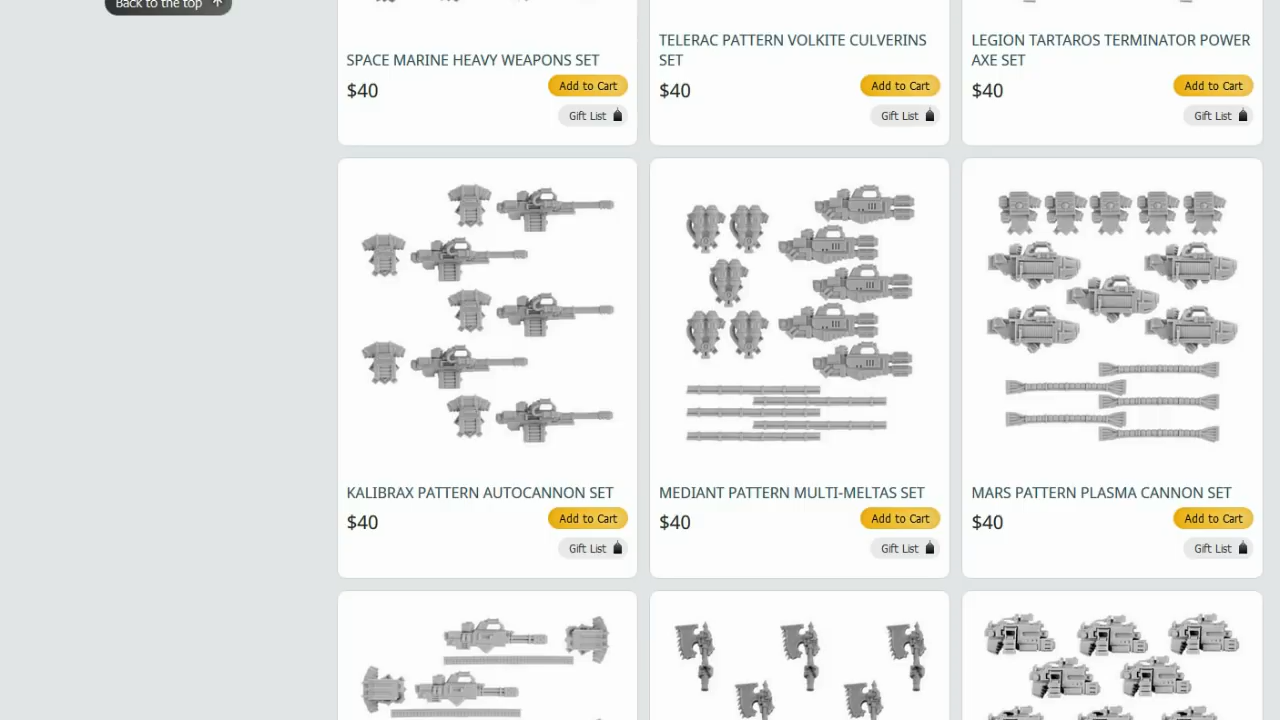 Back to the top
SPACE MARINE HEAVY WEAPONS SET
$40
Add to Cart
Gift List
TELERAC PATTERN VOLKITE CULVERINS
SET
$40
Add to Cart
Gift List
LEGION TARTAROS TERMINATOR POWER
AXE SET
$40
Add to Cart
Gift List
KALIBRAX PATTERN AUTOCANNON SET
$40
Add to Cart
Gift List
MEDIANT PATTERN MULTI-MELTAS SET
$40
Add to Cart
Gift List
MARS PATTERN PLASMA CANNON SET
$40
Add to Cart
Gift List